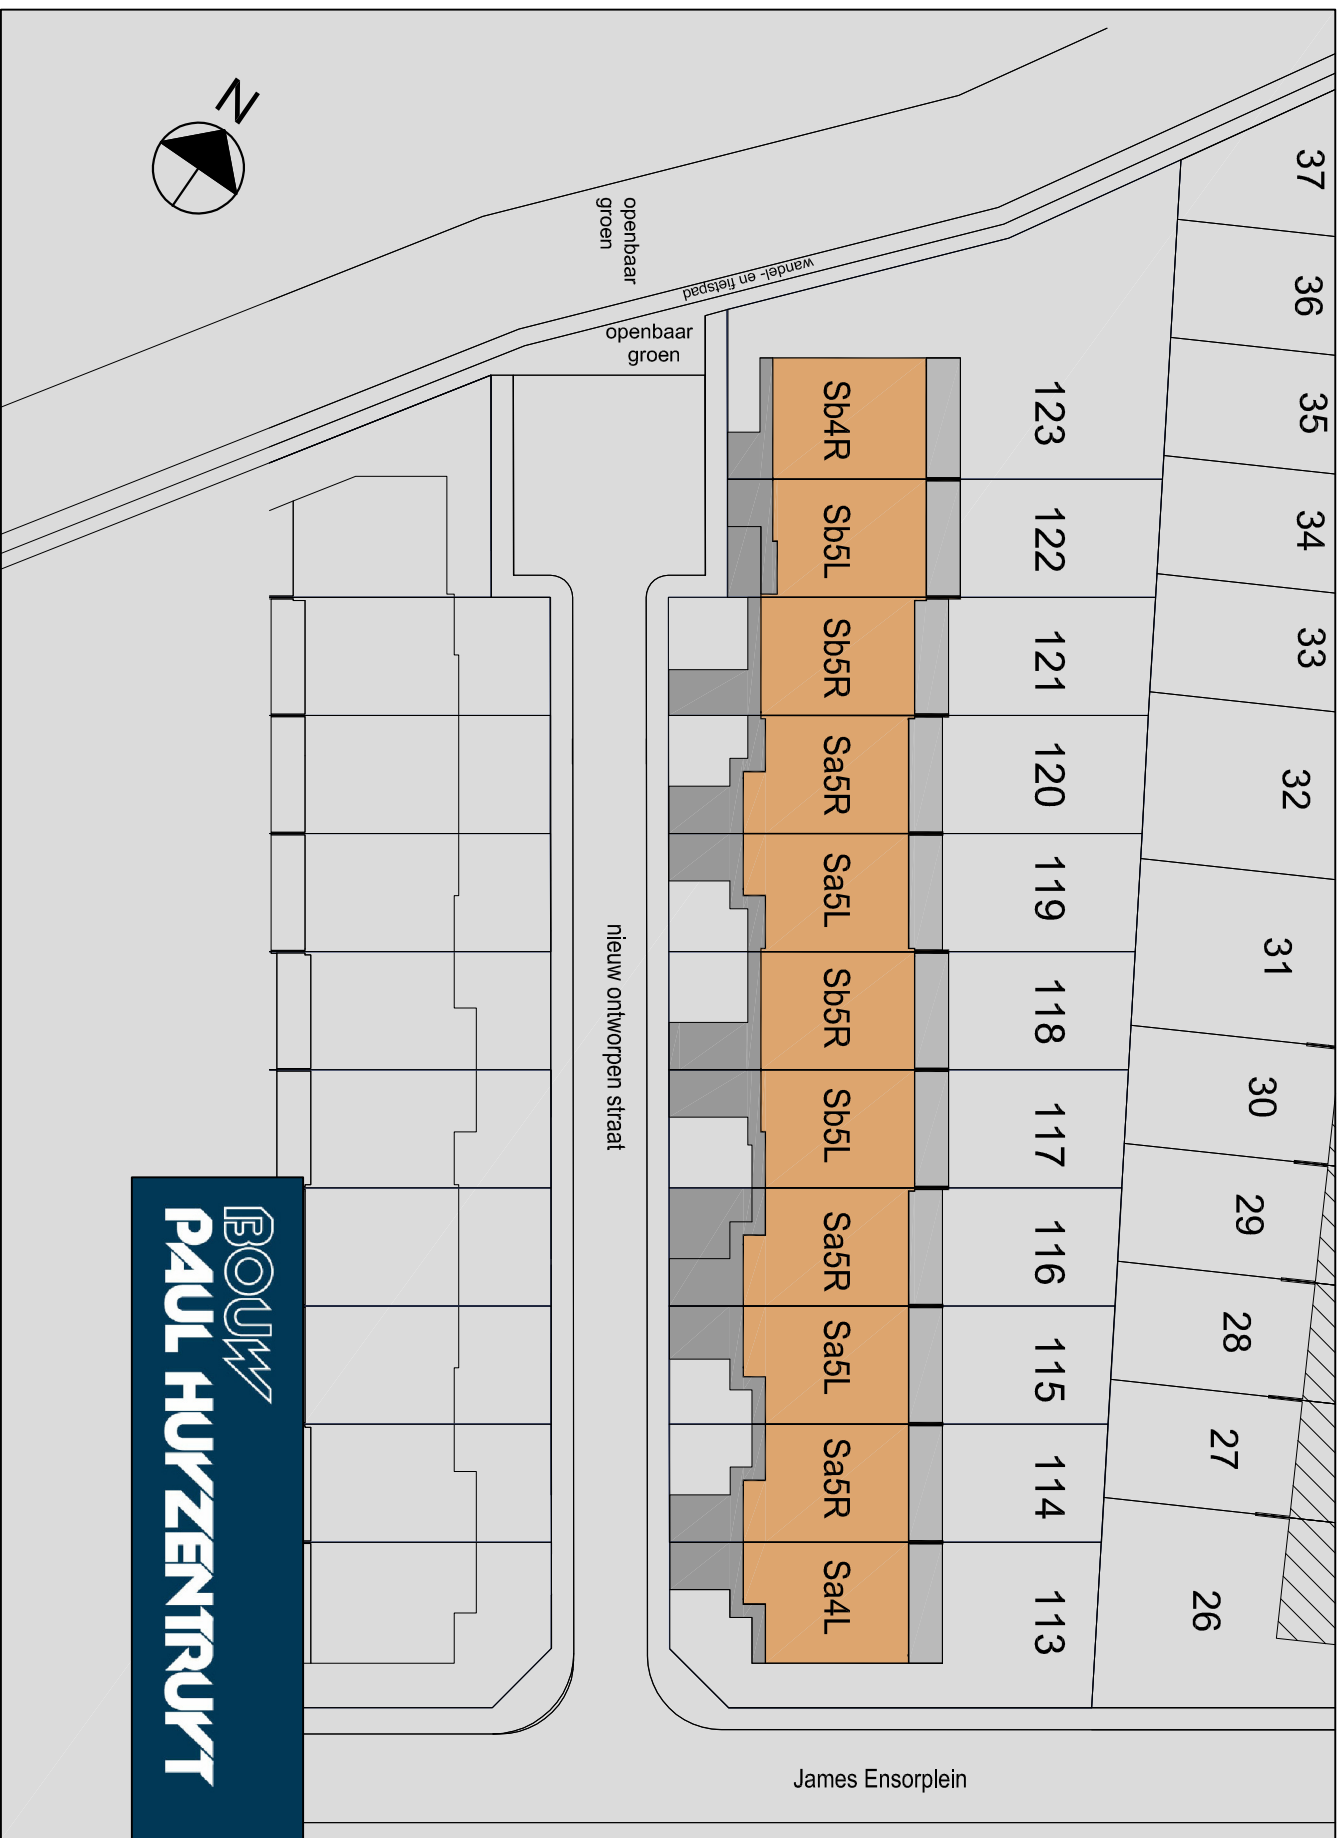 N
openbaar
groen
wandel- en fietspad
openbaar
groen
37
36
35
34
33
32
31
30
29
28
27
26
123
122
121
120
119
118
117
116
115
114
113
Sb4R
Sb5L
Sb5R
Sa5R
Sa5L
Sb5R
Sb5L
Sa5R
Sa5L
Sa5R
Sa4L
nieuw ontworpen straat
BOUW
PAUL HUYZENTRUYT
James Ensorplein